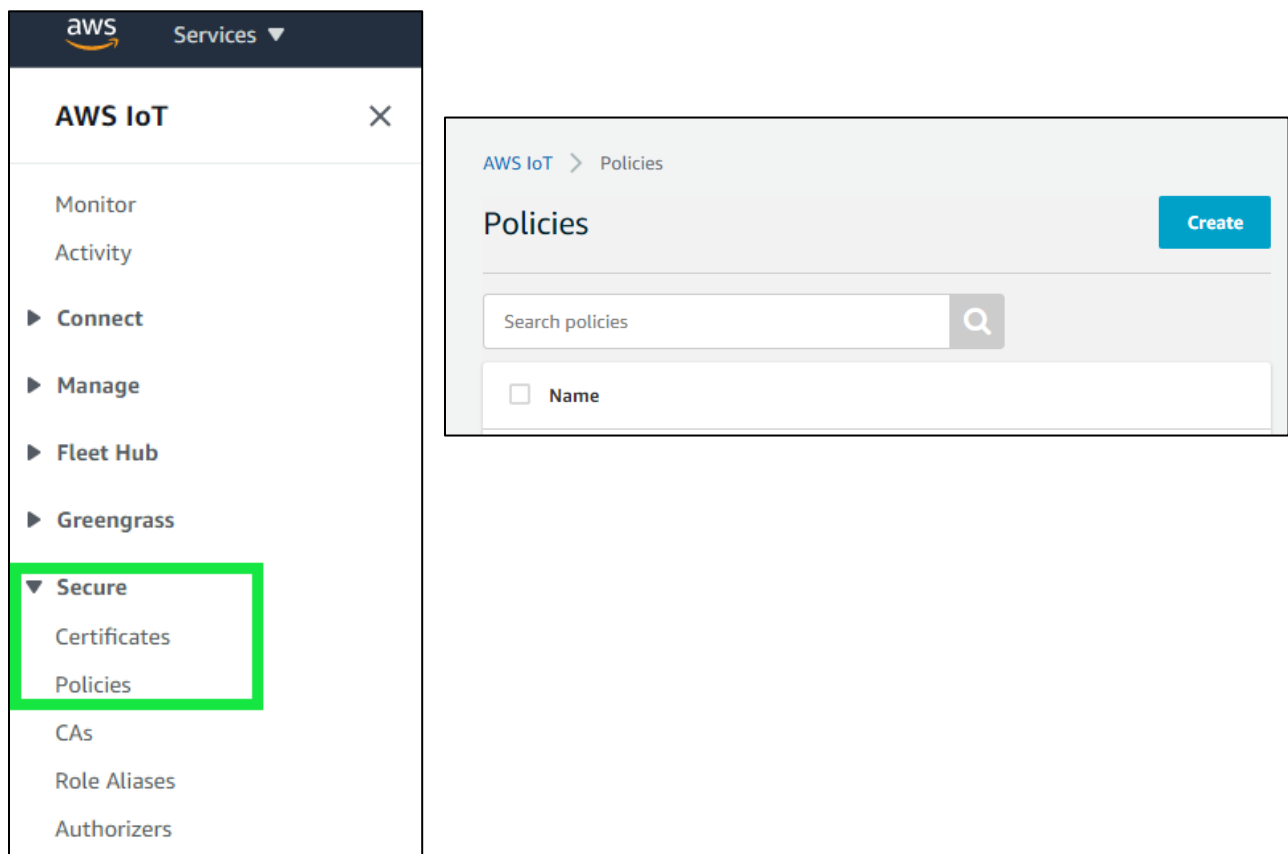 aws Services
AWS IoT
Monitor
Activity
Connect
Manage
Fleet Hub
Greengrass
Secure
Certificates
Policies
CAs
Role Aliases
Authorizers
AWS IoT > Policies
Policies
Create
Search policies
Name